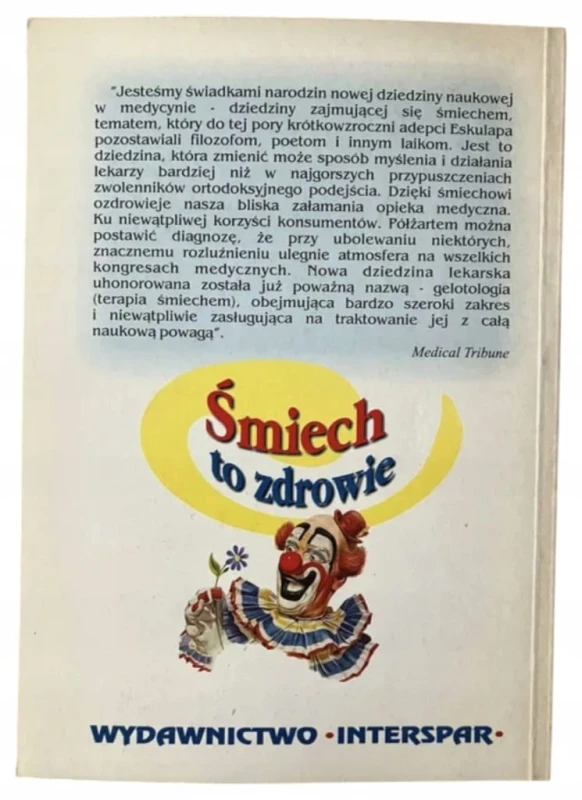 "Jesteśmy świadkami narodzin nowej dziedziny naukowej
w medycynie - dziedziny zajmującej się śmiechem,
tematem, który do tej pory krótkowzroczni adepci Eskulapa
pozostawiali filozofom, poetom i innym laikom. Jest to
dziedzina, która zmienić może sposób myślenia i działania
lekarzy bardziej niż w najgorszych przypuszczeniach
zwolenników ortodoksyjnego podejścia. Dzięki śmiechowi
ozdrowieje nasza bliska załamania opieka medyczna.
Ku niewątpliwej korzyści konsumentów. Półżartem można
postawić diagnozę, że przy ubolewaniu niektórych,
znacznemu rozluźnieniu ulegnie atmosfera na wszelkich
kongresach medycznych. Nowa dziedzina lekarska
uhonorowana została już poważną nazwą - gelotologia
(terapia śmiechem), obejmująca bardzo szeroki zakres
i niewątpliwie zasługująca na traktowanie jej z całą
naukową powagą".
Medical Tribune
Śmiech
to zdrowie
WYDAWNICTWO •INTERSPAR•